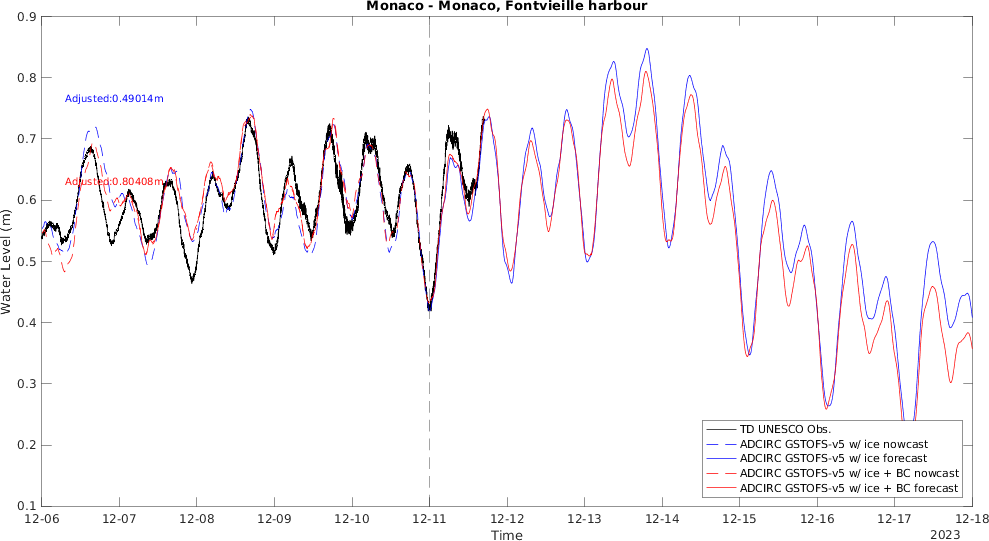 Monaco - Monaco, Fontvieille harbour
0.9
0.8
0.7
0.6
0.5
0.4
0.3
0.2
0.1
Water Level (m)
Adjusted:0.49014m
Adjusted:0.80408m
TD UNESCO Obs.
ADCIRC GSTOFS-v5 w/ ice nowcast
ADCIRC GSTOFS-v5 w/ ice forecast
ADCIRC GSTOFS-v5 w/ ice + BC nowcast
ADCIRC GSTOFS-v5 w/ ice + BC forecast
12-06 12-07 12-08 12-09 12-10 12-11 12-12 12-13 12-14 12-15 12-16 12-17 12-18
Time
2023